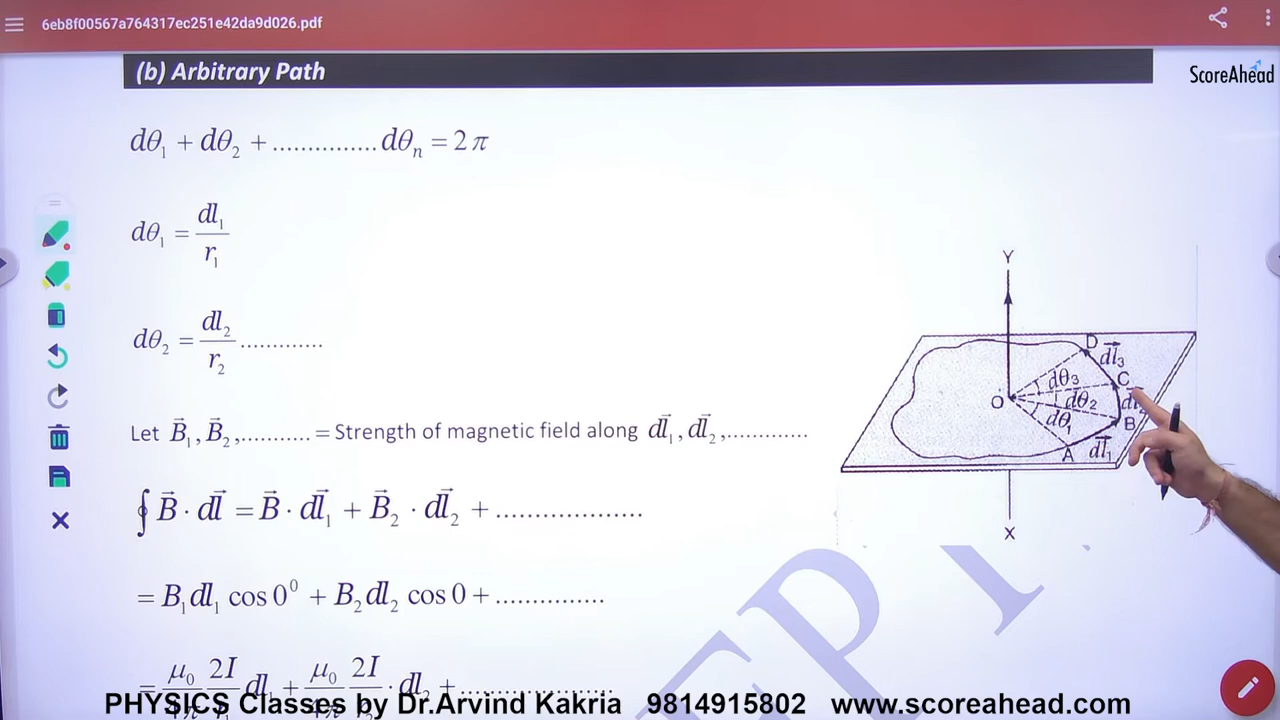 6eb8f00567a764317ec251e42da9d026.pdf
(b) Arbitrary Path
ScoreAhead
dθ₁ + dθ₂ + ............... dθₙ = 2π
dθ₁ = dl₁/r₁
dθ₂ = dl₂/r₂ ............
Let B⃗₁, B⃗₂,........... = Strength of magnetic field along dl⃗₁, dl⃗₂,.............
∮ B⃗ · dl⃗ = B⃗ · dl⃗₁ + B⃗₂ · dl⃗₂ + .....................
= B₁dl₁ cos 0⁰ + B₂dl₂ cos 0 + ...............
Y
D
dl⃗₃
C
dθ₃
O
dθ₂
B
dθ₁
A
dl⃗₁
X
PHYSICS Classes by Dr.Arvind Kakria 9814915802 www.scoreahead.com